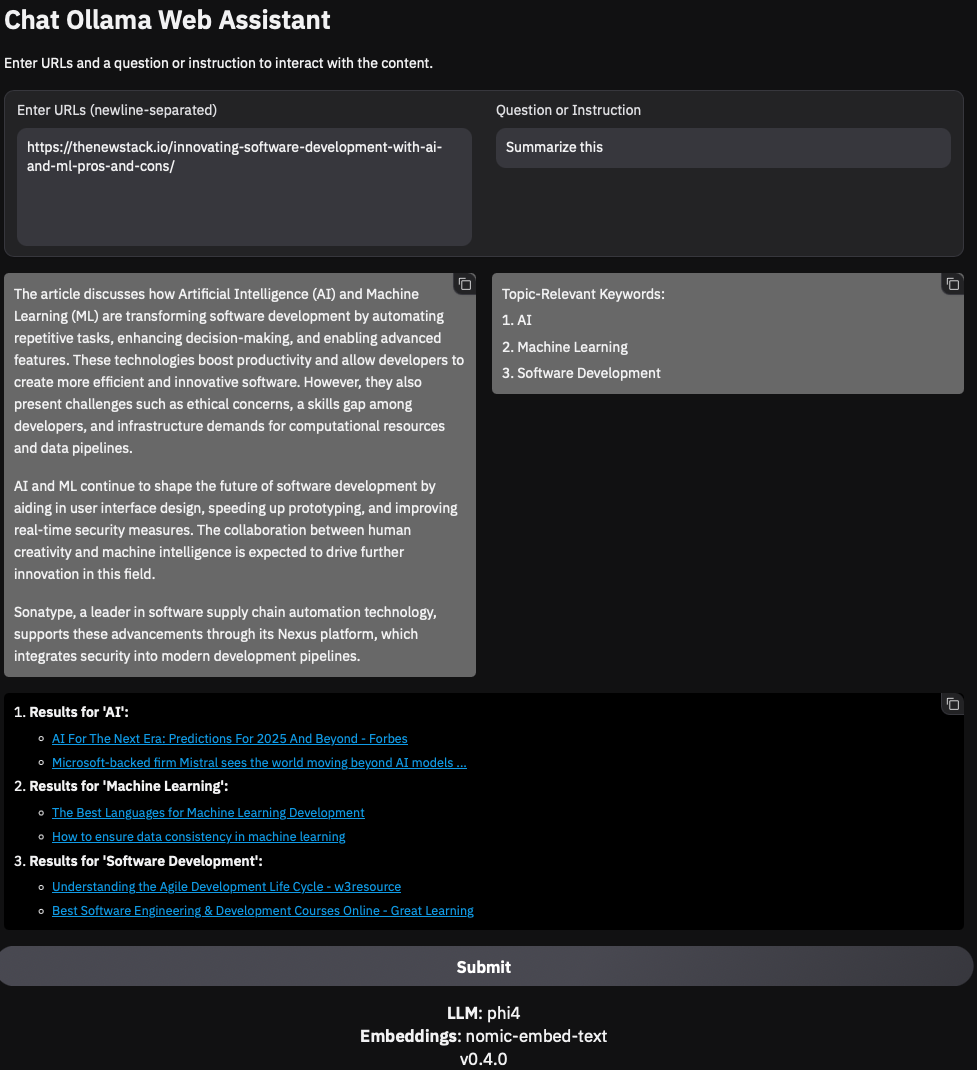 Chat Ollama Web Assistant
Enter URLs and a question or instruction to interact with the content.
Enter URLs (newline-separated)
https://thenewstack.io/innovating-software-development-with-ai-
and-ml-pros-and-cons/
Question or Instruction
Summarize this
The article discusses how Artificial Intelligence (AI) and Machine
Learning (ML) are transforming software development by automating
repetitive tasks, enhancing decision-making, and enabling advanced
features. These technologies boost productivity and allow developers to
create more efficient and innovative software. However, they also
present challenges such as ethical concerns, a skills gap among
developers, and infrastructure demands for computational resources
and data pipelines.
AI and ML continue to shape the future of software development by
aiding in user interface design, speeding up prototyping, and improving
real-time security measures. The collaboration between human
creativity and machine intelligence is expected to drive further
innovation in this field.
Sonatype, a leader in software supply chain automation technology,
supports these advancements through its Nexus platform, which
integrates security into modern development pipelines.
Topic-Relevant Keywords:
1. AI
2. Machine Learning
3. Software Development
1. Results for 'AI':
AI For The Next Era: Predictions For 2025 And Beyond - Forbes
Microsoft-backed firm Mistral sees the world moving beyond AI models ...
2. Results for 'Machine Learning':
The Best Languages for Machine Learning Development
How to ensure data consistency in machine learning
3. Results for 'Software Development':
Understanding the Agile Development Life Cycle - w3resource
Best Software Engineering & Development Courses Online - Great Learning
Submit
LLM: phi4
Embeddings: nomic-embed-text
v0.4.0